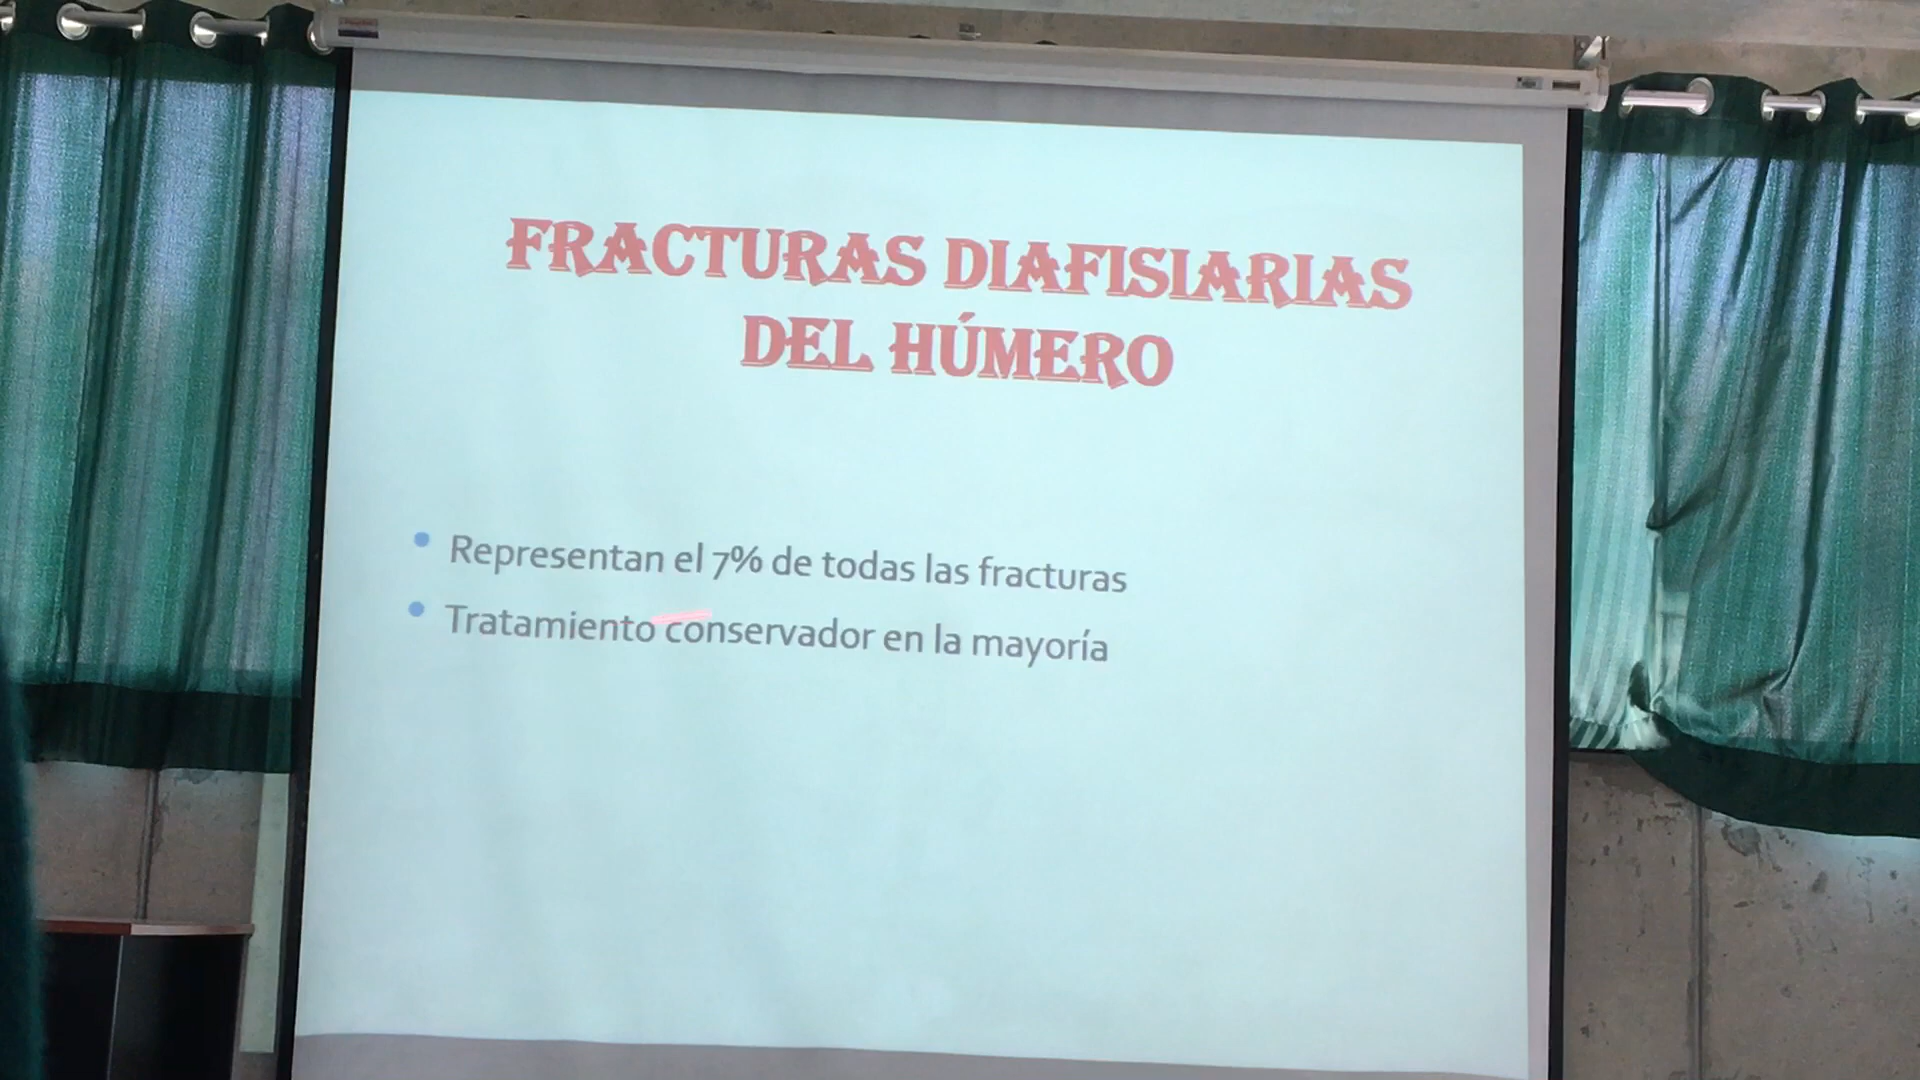 FRACTURAS DIAFISIARIAS
DEL HÚMERO
• Representan el 7% de todas las fracturas
• Tratamiento conservador en la mayoría